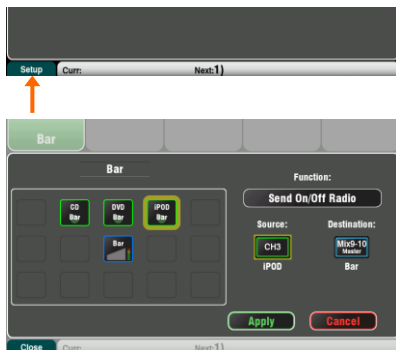 Setup Curr: Next:1)
Bar
Bar
Function:
Send On/Off Radio
CD Bar
DVD Bar
iPOD Bar
Source: Destination:
CH3
Mix9-10 Master
iPOD Bar
Bar
Apply Cancel
Close Curr: Next:1)